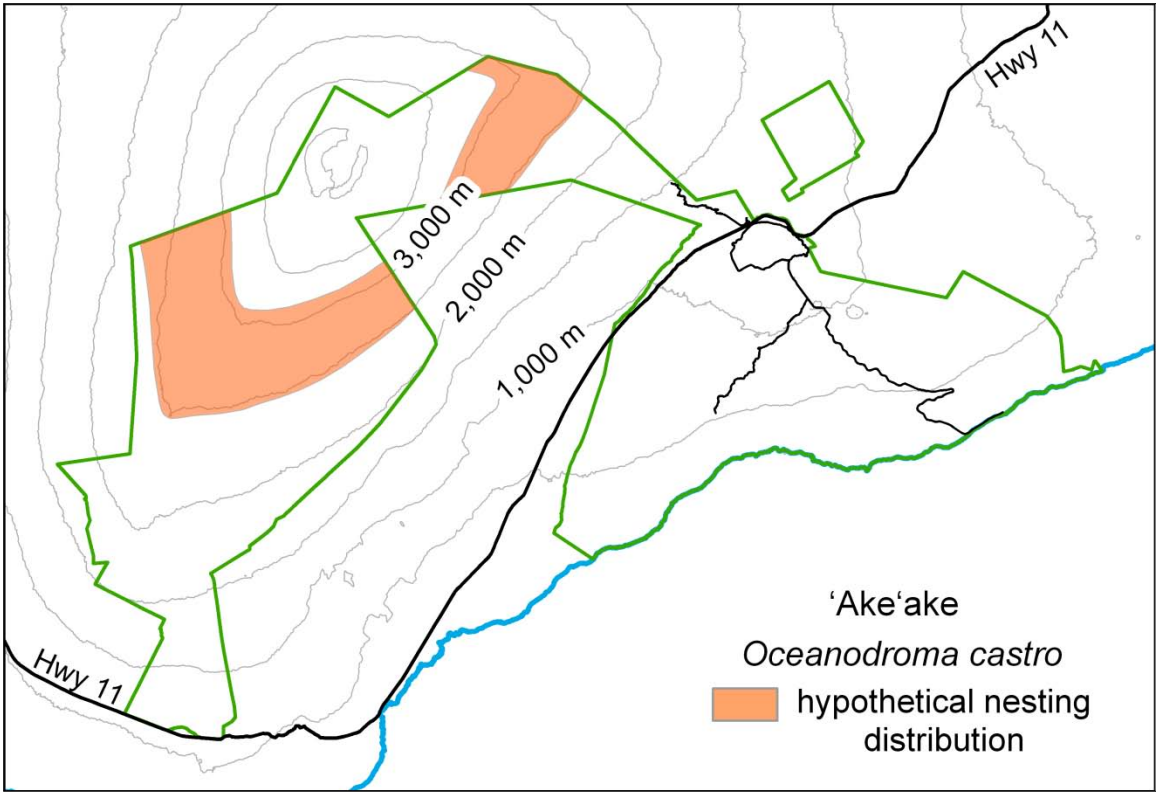 Hwy 11
3,000 m
2,000 m
1,000 m
Hwy 11
‘Ake‘ake
Oceanodroma castro
hypothetical nesting
distribution